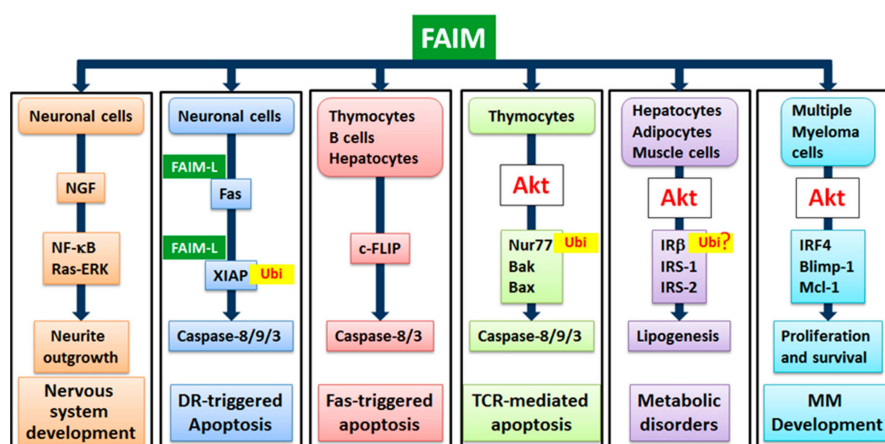 FAIM
Neuronal cells
NGF
NF-κB
Ras-ERK
Neurite
outgrowth
Nervous
system
development
Neuronal cells
FAIM-L
Fas
FAIM-L
XIAP Ubi
Caspase-8/9/3
DR-triggered
Apoptosis
Thymocytes
B cells
Hepatocytes
c-FLIP
Caspase-8/3
Fas-triggered
apoptosis
Thymocytes
Akt
Nur77 Ubi
Bak
Bax
Caspase-8/9/3
TCR-mediated
apoptosis
Hepatocytes
Adipocytes
Muscle cells
Akt
IRβ Ubi?
IRS-1
IRS-2
Lipogenesis
Metabolic
disorders
Multiple
Myeloma
cells
Akt
IRF4
Blimp-1
Mcl-1
Proliferation
and survival
MM
Development